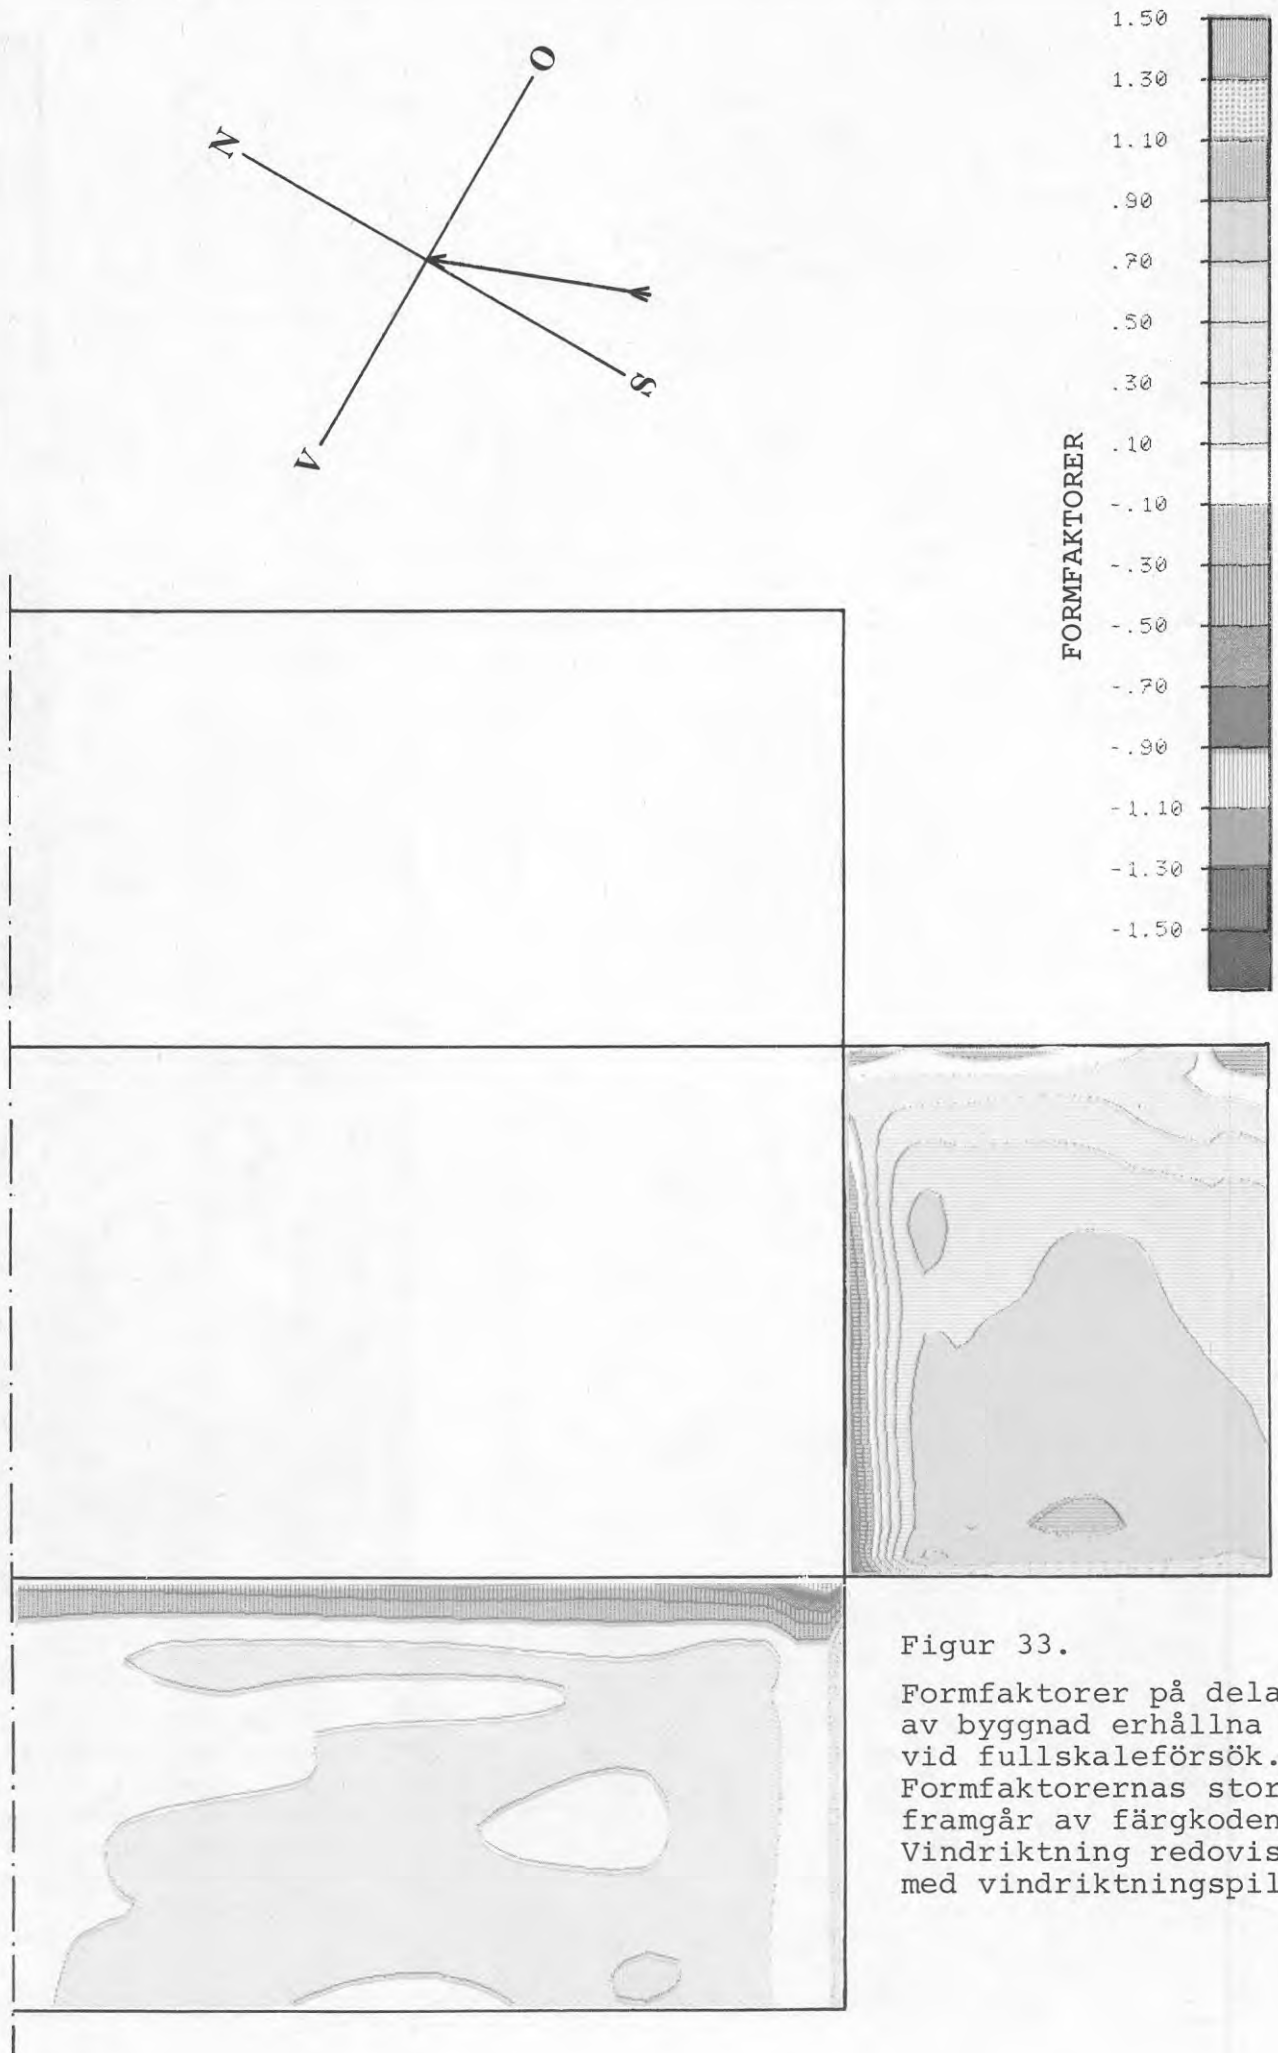 O
N
S
V
FORMFAKTORER
1.50
1.30
1.10
.90
.70
.50
.30
.10
-.10
-.30
-.50
-.70
-.90
-1.10
-1.30
-1.50
Figur 33.
Formfaktorer på dela
av byggnad erhållna
vid fullskaleförsök.
Formfaktorernas stor
framgår av färgkoden
Vindriktning redovis
med vindriktningspil